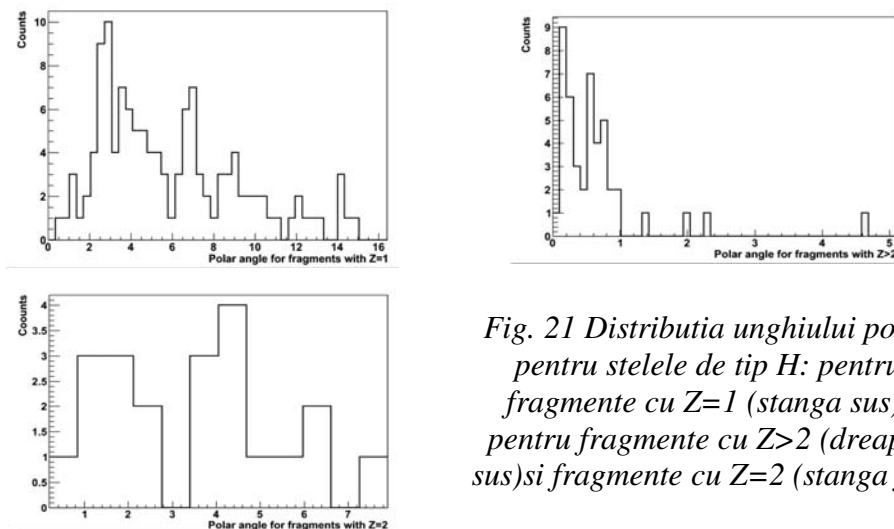 Counts
10
8
6
4
2
0
0 2 4 6 8 10 12 14 16
Polar angle for fragments with Z=1
Counts
9
8
7
6
5
4
3
2
1
1 2 3 4 5
Polar angle for fragments with Z>2
Coounts
4
3.5
3
2.5
2
1.5
1
0.5
0
1 2 3 4 5 6 7
Polar angle for fragments with Z=2
Fig. 21 Distributia unghiului po
pentru stelele de tip H: pentru
fragmente cu Z=1 (stanga sus)
pentru fragmente cu Z>2 (dreap
sus)si fragmente cu Z=2 (stanga